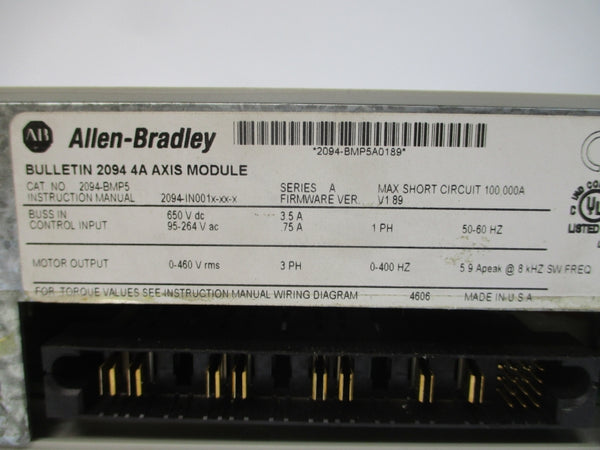 AB Allen-Bradley
*2094-BMP5A0189*
BULLETIN 2094 4A AXIS MODULE
CAT NO 2094-BMP5 SERIES A MAX SHORT CIRCUIT 100,000A
INSTRUCTION MANUAL 2094-IN001x-xx-x FIRMWARE VER. V1 89
BUSS IN 650 V dc 3.5 A
CONTROL INPUT 95-264 V ac .75 A 1 PH 50-60 HZ
MOTOR OUTPUT 0-460 V rms 3 PH 0-400 HZ 5 9 Apeak @ 8 kHZ SW FREQ
FOR TORQUE VALUES SEE INSTRUCTION MANUAL WIRING DIAGRAM 4606 MADE IN U S A
IND CO
C UL
LISTED